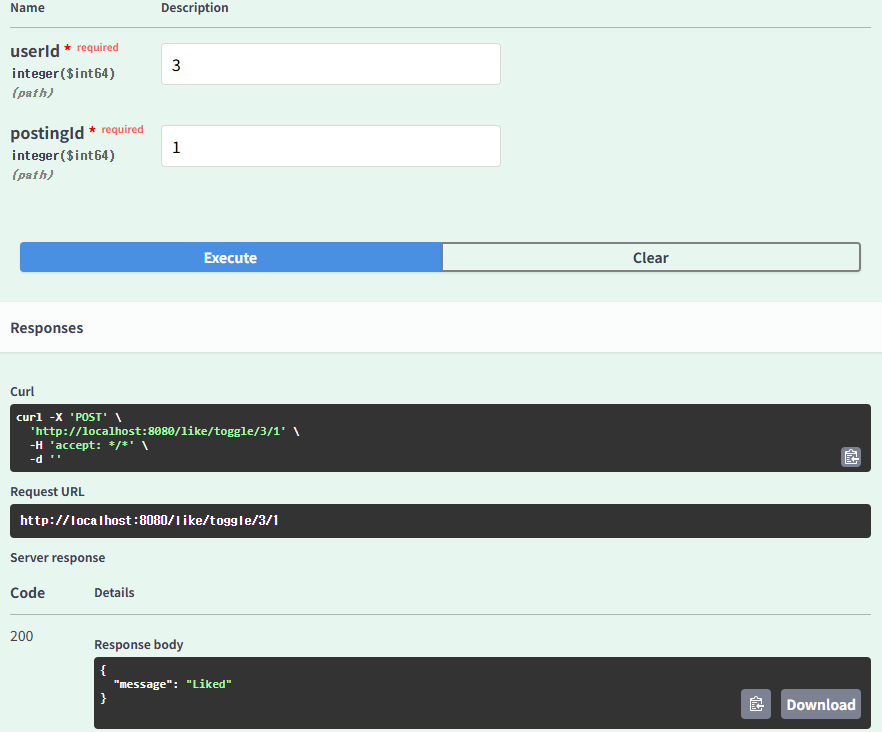 Name Description
userId * required
integer($int64)
(path)
3
postingId * required
integer($int64)
(path)
1
Execute Clear
Responses
Curl
curl -X 'POST' \
'http://localhost:8080/like/toggle/3/1' \
-H 'accept: */*' \
-d ''
Request URL
http://localhost:8080/like/toggle/3/1
Server response
Code Details
200
Response body
{
"message": "Liked"
}
Download